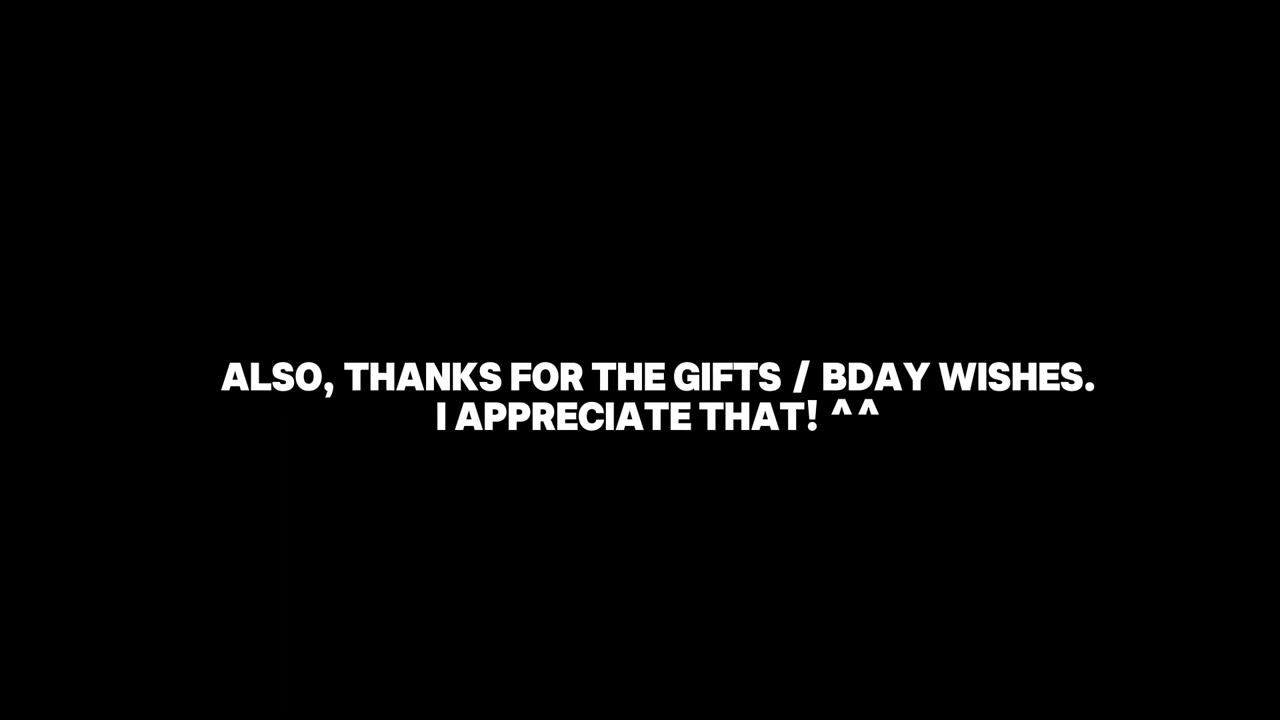 ALSO, THANKS FOR THE GIFTS / BDAY WISHES.
I APPRECIATE THAT! ^^